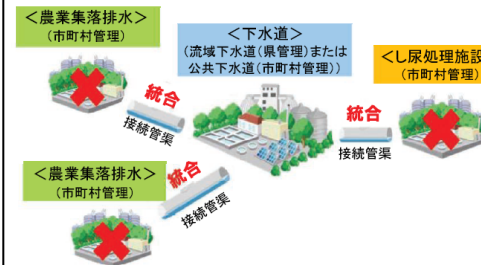 <農業集落排水>
(市町村管理)
<下水道>
(流域下水道(県管理)または
公共下水道(市町村管理))
<し尿処理施設
(市町村管理)
統合
接続管渠
統合
接続管渠
<農業集落排水>
(市町村管理)
統合
接続管渠